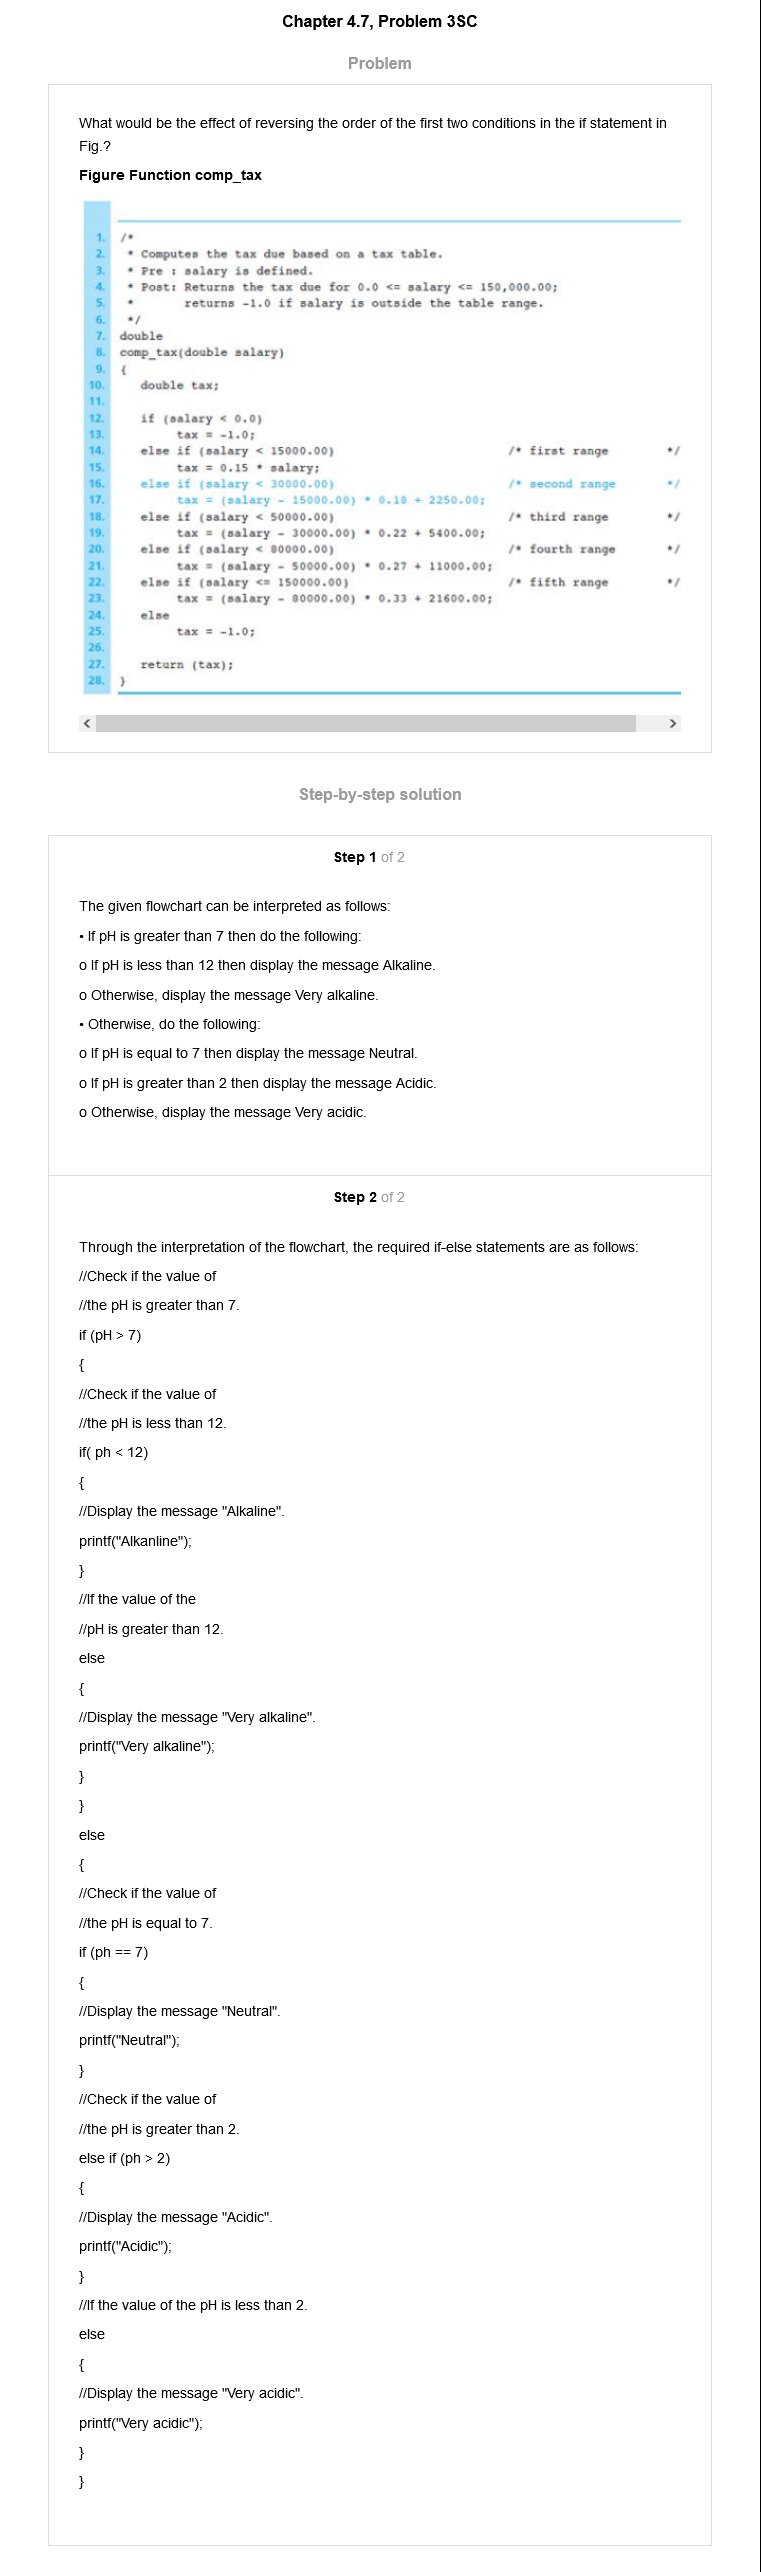 Chapter 4.7, Problem 3SC
Problem
What would be the effect of reversing the order of the first two conditions in the if statement in
Fig.?
Figure Function comp_tax
1. /*
2. * Computes the tax due based on a tax table.
3. * Pre : salary is defined.
4. * Post: Returns the tax due for 0.0 <= salary <= 150,000.00;
5. * returns -1.0 if salary is outside the table range.
6. */
7. double
8. comp_tax(double salary)
9. {
10. double tax;
11.
12. if (salary < 0.0)
13. tax = -1.0;
14. else if (salary < 15000.00) /* first range */
15. tax = 0.15 * salary;
16. else if (salary < 30000.00) /* second range */
17. tax = (salary - 15000.00) * 0.18 + 2250.00;
18. else if (salary < 50000.00) /* third range */
19. tax = (salary - 30000.00) * 0.22 + 5400.00;
20. else if (salary < 80000.00) /* fourth range */
21. tax = (salary - 50000.00) * 0.27 + 11000.00;
22. else if (salary <= 150000.00) /* fifth range */
23. tax = (salary - 80000.00) * 0.33 + 21600.00;
24. else
25. tax = -1.0;
26.
27. return (tax);
28. }
Step-by-step solution
Step 1 of 2
The given flowchart can be interpreted as follows:
• If pH is greater than 7 then do the following:
o If pH is less than 12 then display the message Alkaline.
o Otherwise, display the message Very alkaline.
• Otherwise, do the following:
o If pH is equal to 7 then display the message Neutral.
o If pH is greater than 2 then display the message Acidic.
o Otherwise, display the message Very acidic.
Step 2 of 2
Through the interpretation of the flowchart, the required if-else statements are as follows:
//Check if the value of
//the pH is greater than 7.
if (pH > 7)
{
//Check if the value of
//the pH is less than 12.
if( ph < 12)
{
//Display the message "Alkaline".
printf("Alkanline");
}
//If the value of the
//pH is greater than 12.
else
{
//Display the message "Very alkaline".
printf("Very alkaline");
}
}
else
{
//Check if the value of
//the pH is equal to 7.
if (ph == 7)
{
//Display the message "Neutral".
printf("Neutral");
}
//Check if the value of
//the pH is greater than 2.
else if (ph > 2)
{
//Display the message "Acidic".
printf("Acidic");
}
//If the value of the pH is less than 2.
else
{
//Display the message "Very acidic".
printf("Very acidic");
}
}